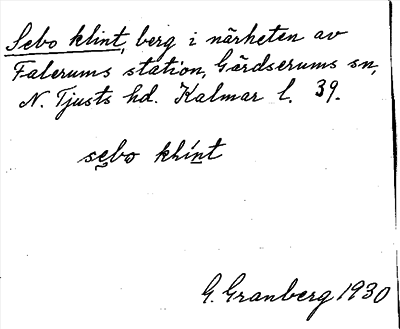 Sebo klint, berg i närheten av
Falerums station, Gärdserums sn,
N. Tjusts hd. Kalmar l. 39.
sebo klint
G. Granberg 1930